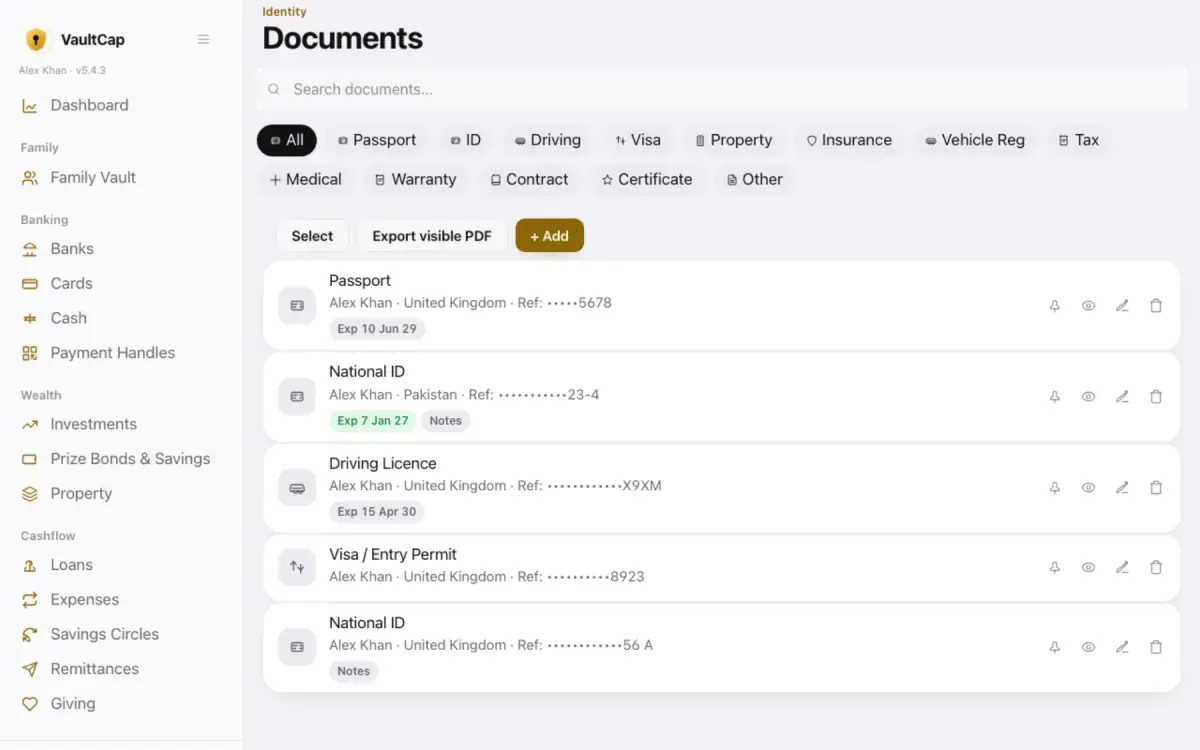 VaultCap
Alex Khan · v5.4.3
Dashboard
Family
Family Vault
Banking
Banks
Cards
Cash
Payment Handles
Wealth
Investments
Prize Bonds & Savings
Property
Cashflow
Loans
Expenses
Savings Circles
Remittances
Giving
Identity
Documents
Search documents...
All Passport ID Driving Visa Property Insurance Vehicle Reg Tax
Medical Warranty Contract Certificate Other
Select Export visible PDF + Add
Passport
Alex Khan · United Kingdom · Ref: •••••5678
Exp 10 Jun 29
National ID
Alex Khan · Pakistan · Ref: •••••••••••23-4
Exp 7 Jan 27 Notes
Driving Licence
Alex Khan · United Kingdom · Ref: ••••••••••••X9XM
Exp 15 Apr 30
Visa / Entry Permit
Alex Khan · United Kingdom · Ref: ••••••••••8923
National ID
Alex Khan · United Kingdom · Ref: ••••••••••••56 A
Notes